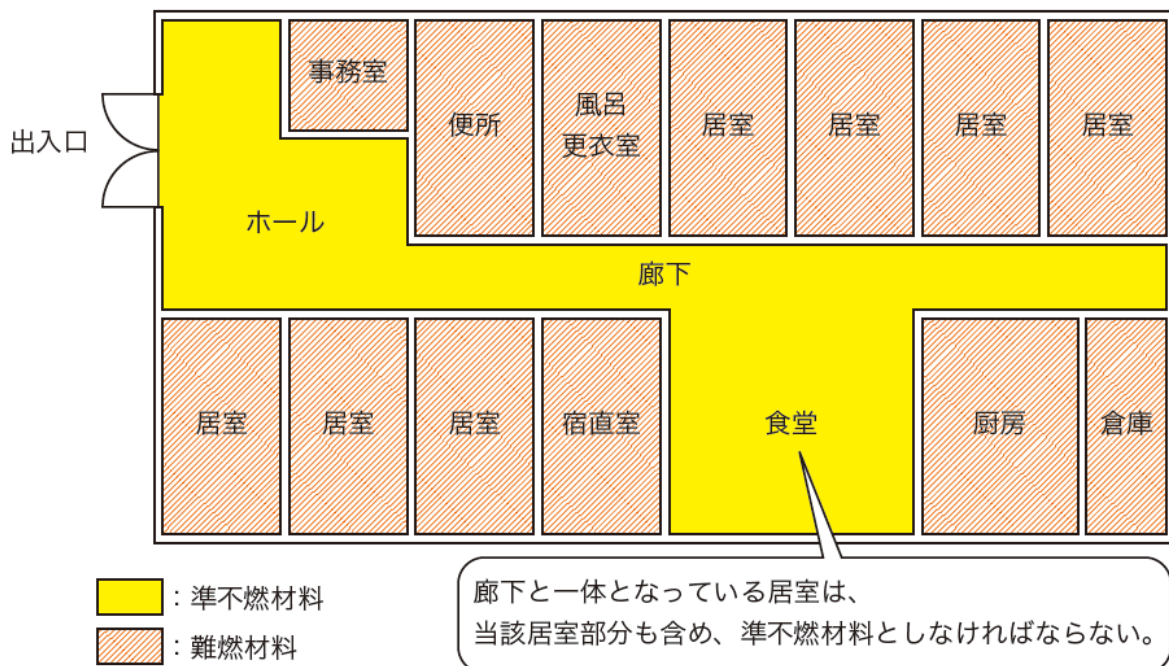 事務室
便所
風呂
更衣室
居室
居室
居室
居室
出入口
ホール
廊下
居室
居室
居室
宿直室
食堂
厨房
倉庫
：準不燃材料
：難燃材料
廊下と一体となっている居室は、
当該居室部分も含め、準不燃材料としなければならない。